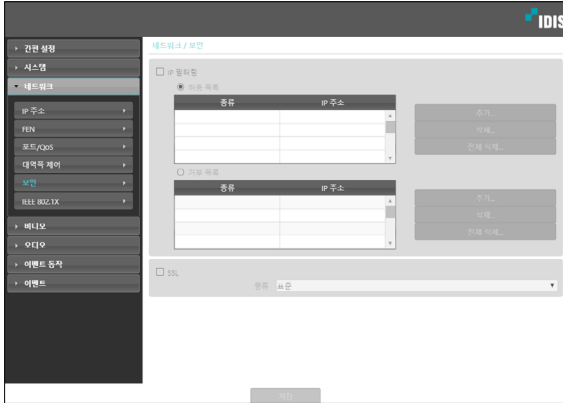 IDIS
간편 설정
시스템
네트워크
IP 주소
FEN
포트/QoS
대역폭 제어
보안
IEEE 802.1X
비디오
오디오
이벤트 동작
이벤트
네트워크 / 보안
IP 필터링
허용 목록
종류 IP 주소
추가...
삭제...
전체 삭제...
거부 목록
종류 IP 주소
추가...
삭제...
전체 삭제...
SSL
종류 표준
저장